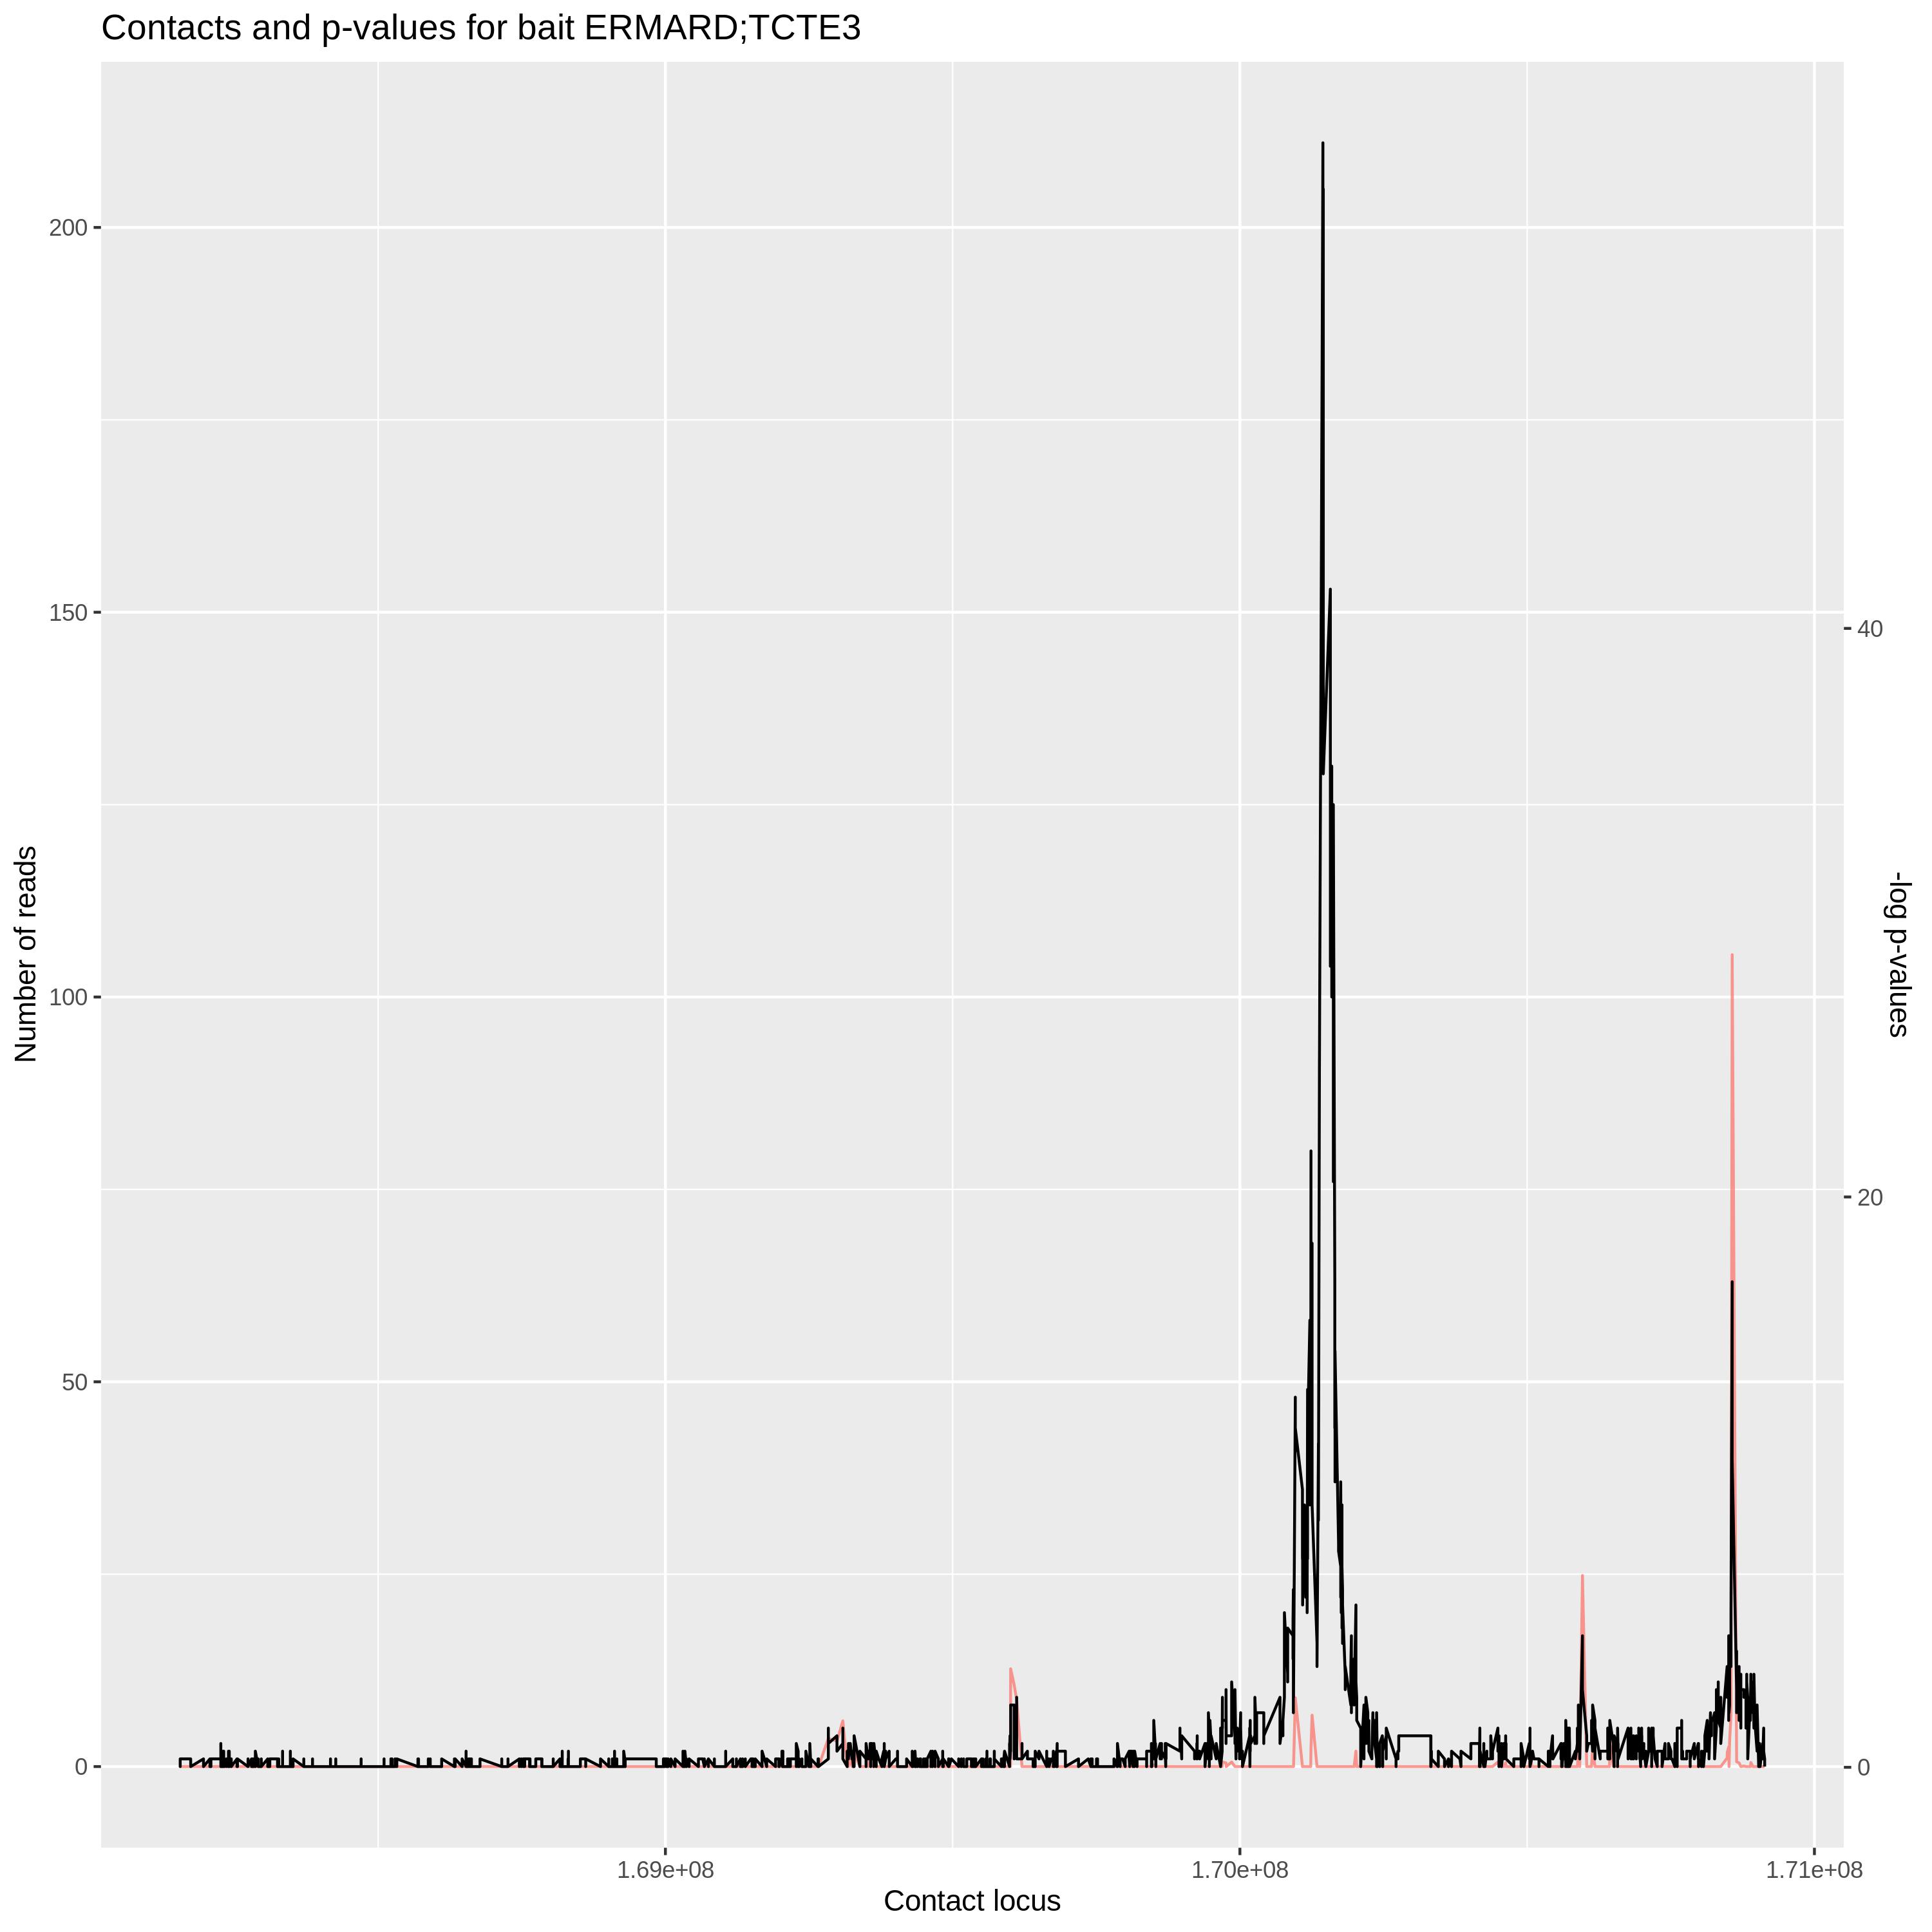 Contacts and p-values for bait ERMARD;TCTE3
200
150
100
50
0
Number of reads
40
20
0
-log p-values
1.69e+08
1.70e+08
1.71e+08
Contact locus